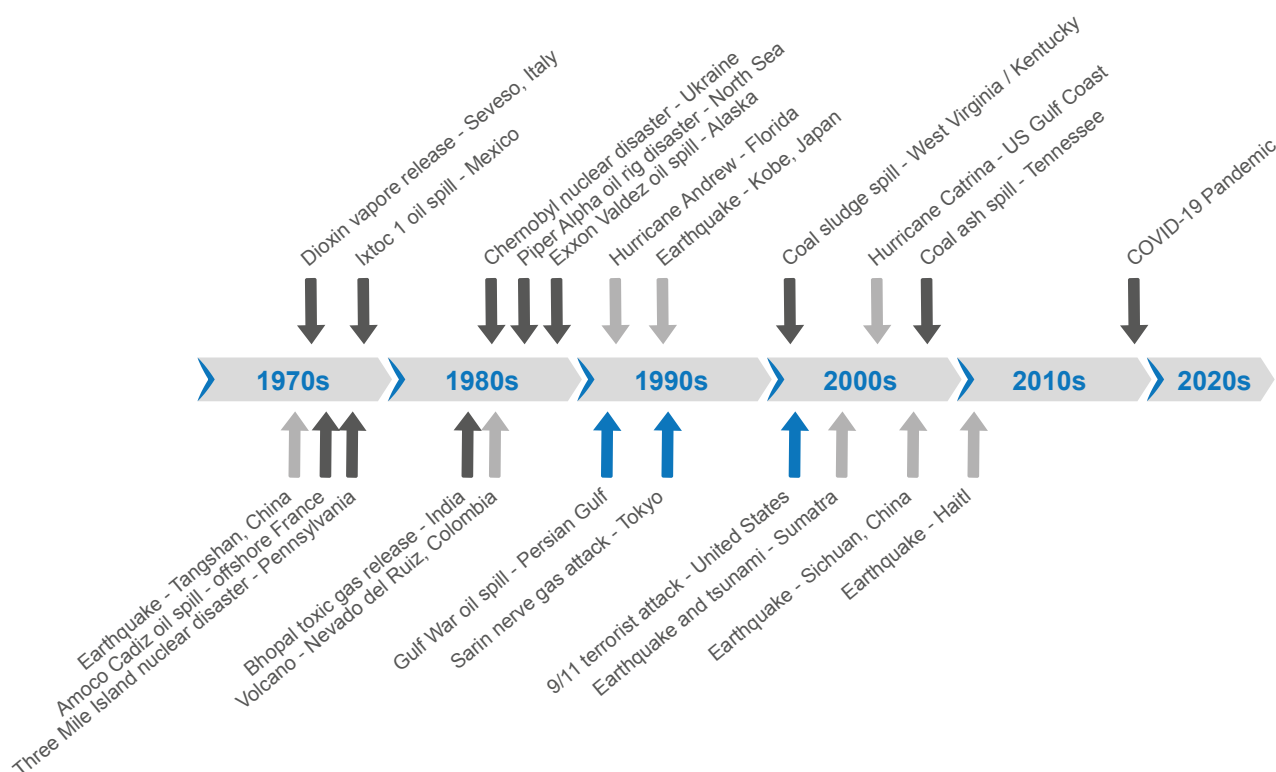 Dioxin vapore release - Seveso, Italy
Ixtoc 1 oil spill - Mexico
Chernobyl nuclear disaster - Ukraine
Piper Alpha oil rig disaster - North Sea
Exxon Valdez oil spill - Alaska
Hurricane Andrew - Florida
Earthquake - Kobe, Japan
Coal sludge spill - West Virginia / Kentucky
Hurricane Catrina - US Gulf Coast
Coal ash spill - Tennessee
COVID-19 Pandemic
1970s
1980s
1990s
2000s
2010s
2020s
Earthquake - Tangshan, China
Amoco Cadiz oil spill - offshore France
Three Mile Island nuclear disaster - Pennsylvania
Bhopal toxic gas release - India
Volcano - Nevado del Ruiz, Colombia
Gulf War oil spill - Persian Gulf
Sarin nerve gas attack - Tokyo
9/11 terrorist attack - United States
Earthquake and tsunami - Sumatra
Earthquake - Sichuan, China
Earthquake - Haitl